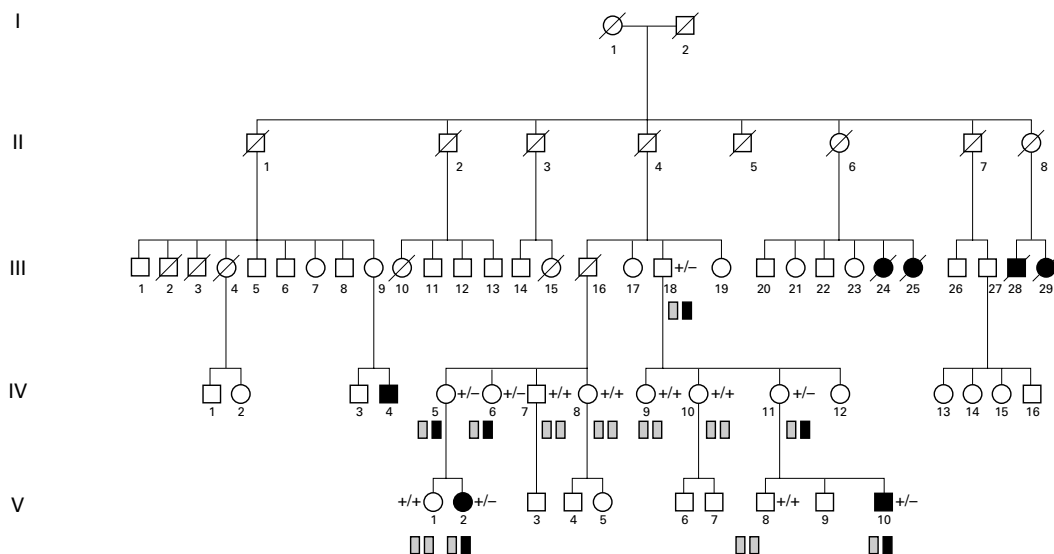 I
1 2
II
1 2 3 4 5 6 7 8
III
+/–
1 2 3 4 5 6 7 8 9 10 11 12 13 14 15 16 17 18 19 20 21 22 23 24 25 26 27 28 29
IV
+/– +/– +/+ +/+ +/+ +/+ +/–
1 2 3 4 5 6 7 8 9 10 11 12 13 14 15 16
V
+/+ +/– +/+ +/–
1 2 3 4 5 6 7 8 9 10